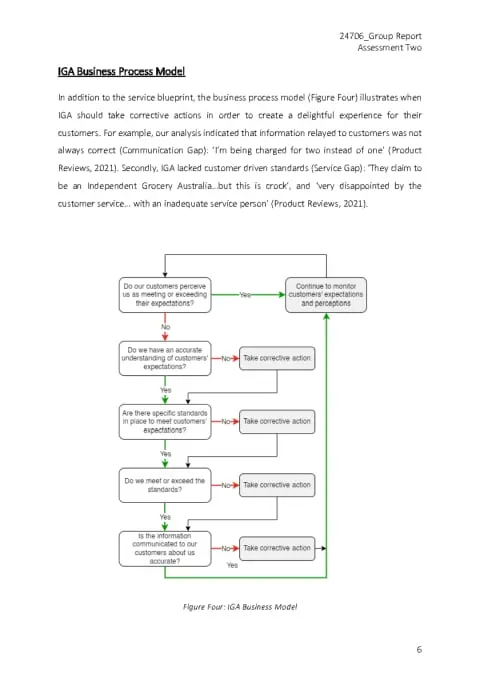 24706_Group Report
Assessment Two
IGA Business Process Model
In addition to the service blueprint, the business process model (Figure Four) illustrates when
IGA should take corrective actions in order to create a delightful experience for their
customers. For example, our analysis indicated that information relayed to customers was not
always correct (Communication Gap): ‘I’m being charged for two instead of one’ (Product
Reviews, 2021). Secondly, IGA lacked customer driven standards (Service Gap): ‘They claim to
be an Independent Grocery Australia…but this is crock’, and ‘very disappointed by the
customer service… with an inadequate service person’ (Product Reviews, 2021).
Do our customers perceive
us as meeting or exceeding
their expectations?
Yes
Continue to monitor
customers' expectations
and perceptions
No
Do we have an accurate
understanding of customers'
expectations?
No
Take corrective action
Yes
Are there specific standards
in place to meet customers'
expectations?
No
Take corrective action
Yes
Do we meet or exceed the
standards?
No
Take corrective action
Yes
Is the information
communicated to our
customers about us
accurate?
No
Take corrective action
Yes
Figure Four: IGA Business Model
6